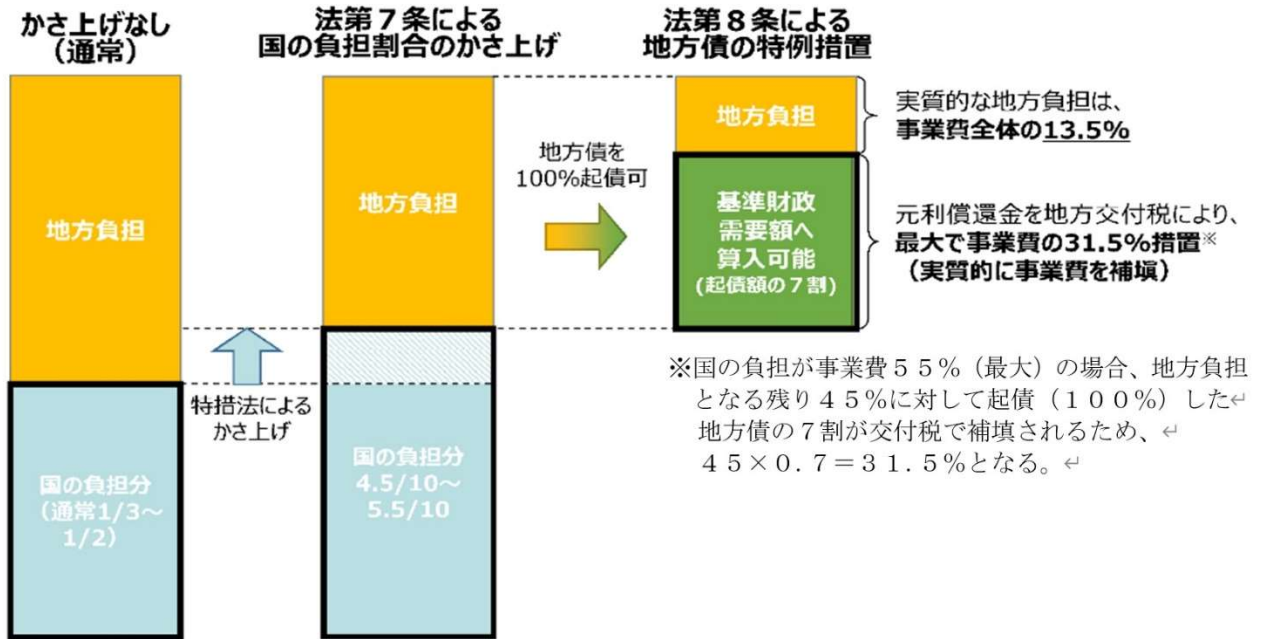 かさ上げなし
（通常）
法第７条による
国の負担割合のかさ上げ
法第８条による
地方債の特例措置
地方負担
国の負担分
（通常1/3～
1/2）
特措法による
かさ上げ
地方負担
国の負担分
4.5/10～
5.5/10
地方債を
100%起債可
地方負担
基準財政
需要額へ
算入可能
(起債額の７割)
実質的な地方負担は、
事業費全体の13.5%
元利償還金を地方交付税により、
最大で事業費の31.5%措置※
（実質的に事業費を補塡）
※国の負担が事業費５５％（最大）の場合、地方負担
となる残り４５％に対して起債（１００％）した↵
地方債の７割が交付税で補塡されるため、↵
４５×０.７＝３１.５％となる。↵